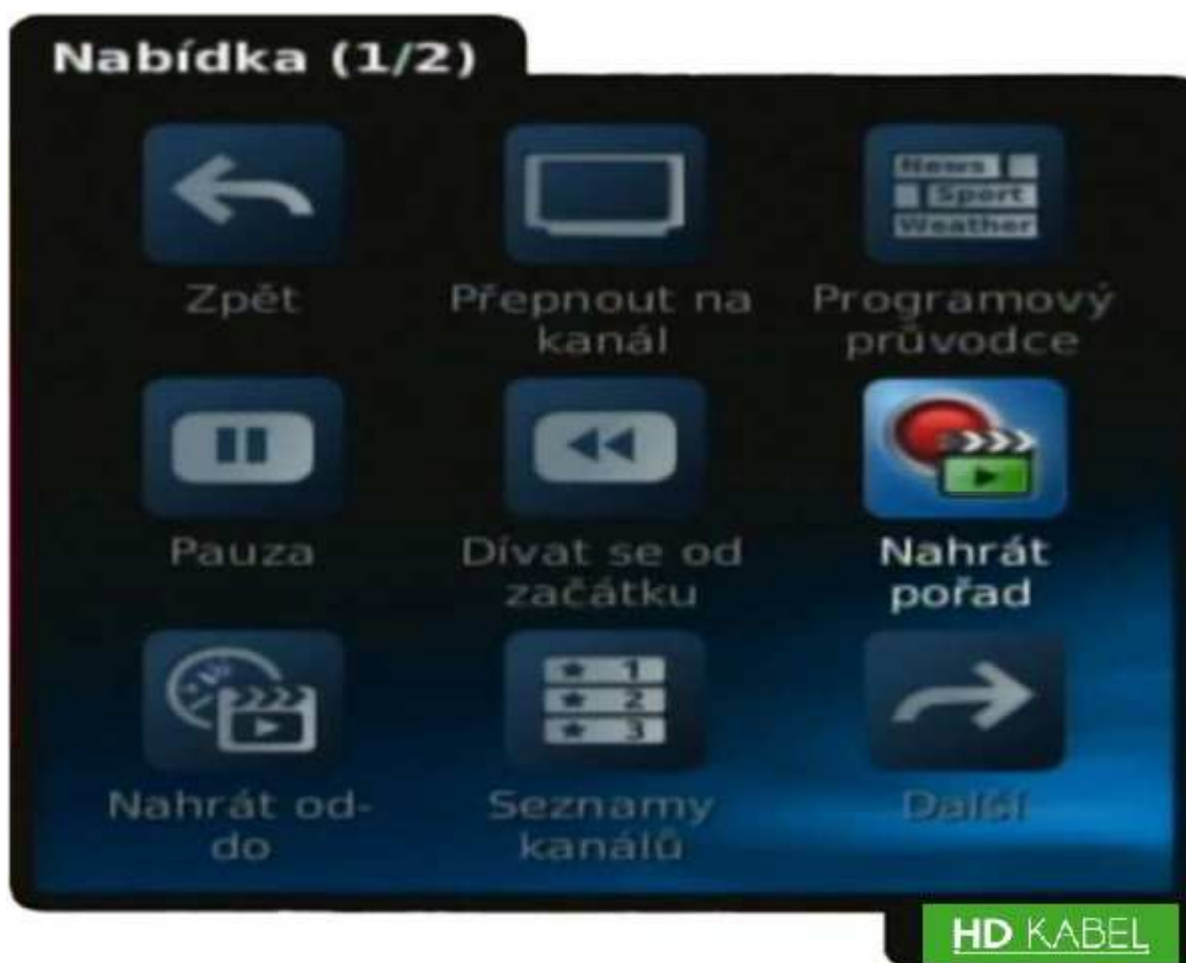 Nabídka (1/2)
News
Sport
Weather
Zpět
Přepnout na
kanál
Programový
průvodce
Pauza
Dívat se od
začátku
Nahrát
pořad
1
2
3
Nahrát od-
do
Seznamy
kanálů
Další
HD KABEL